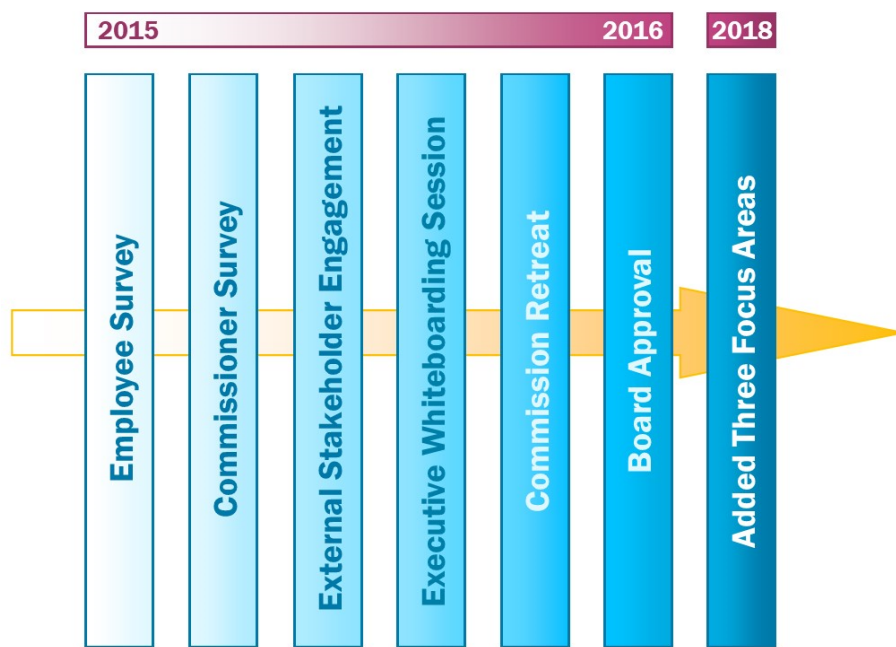 2015
2016
2018
Employee Survey
Commissioner Survey
External Stakeholder Engagement
Executive Whiteboarding Session
Commission Retreat
Board Approval
Added Three Focus Areas